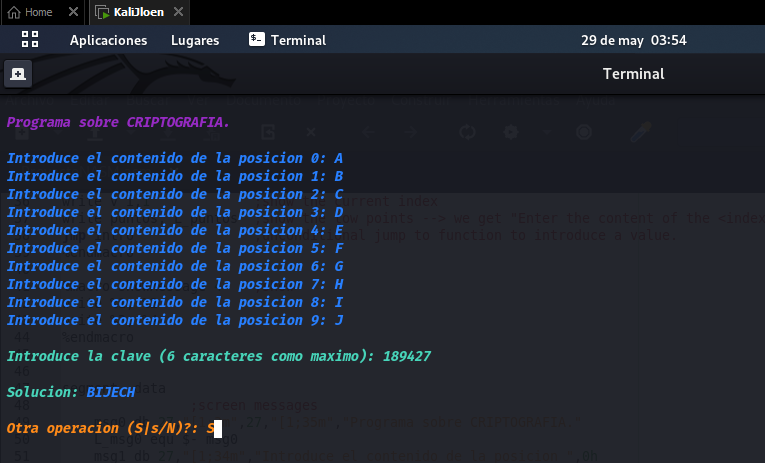 Home × KaliJloen ×
Aplicaciones Lugares Terminal 29 de may 03:54
Terminal
Programa sobre CRIPTOGRAFIA.
Introduce el contenido de la posicion 0: A
Introduce el contenido de la posicion 1: B
Introduce el contenido de la posicion 2: C
Introduce el contenido de la posicion 3: D
Introduce el contenido de la posicion 4: E
Introduce el contenido de la posicion 5: F
Introduce el contenido de la posicion 6: G
Introduce el contenido de la posicion 7: H
Introduce el contenido de la posicion 8: I
Introduce el contenido de la posicion 9: J
%endmacro
Introduce la clave (6 caracteres como maximo): 189427
Solucion: BIJECH
;screen messages
Otra operacion (S|s/N)?: S